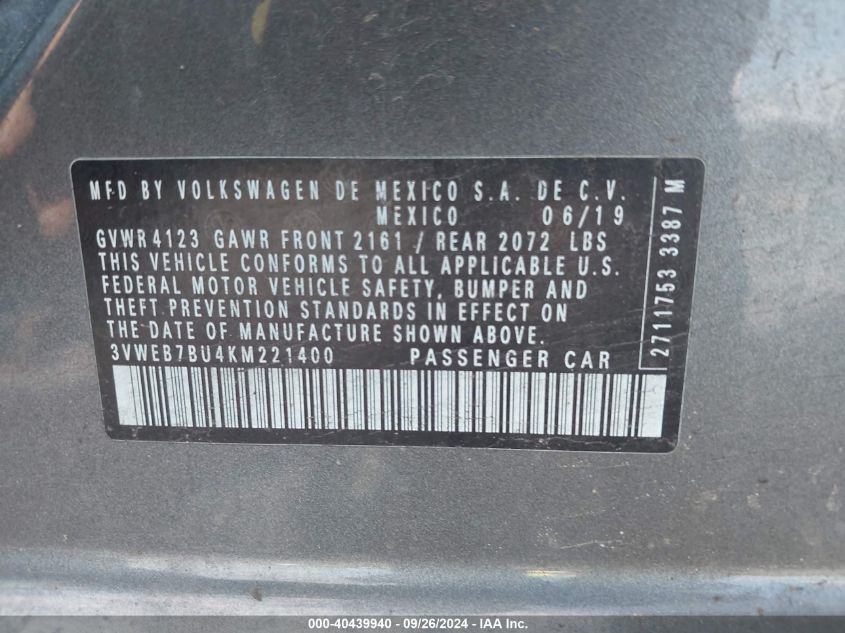 MFD BY VOLKSWAGEN DE MEXICO S.A. DE C.V.
MEXICO 06/19
GVWR 4123 GAWR FRONT 2161 / REAR 2072 LBS
THIS VEHICLE CONFORMS TO ALL APPLICABLE U.S.
FEDERAL MOTOR VEHICLE SAFETY, BUMPER AND
THEFT PREVENTION STANDARDS IN EFFECT ON
THE DATE OF MANUFACTURE SHOWN ABOVE.
3VWEB7BU4KM221400 PASSENGER CAR
2711753 3387 M
000-40439940 - 09/26/2024 - © IAA, Inc.